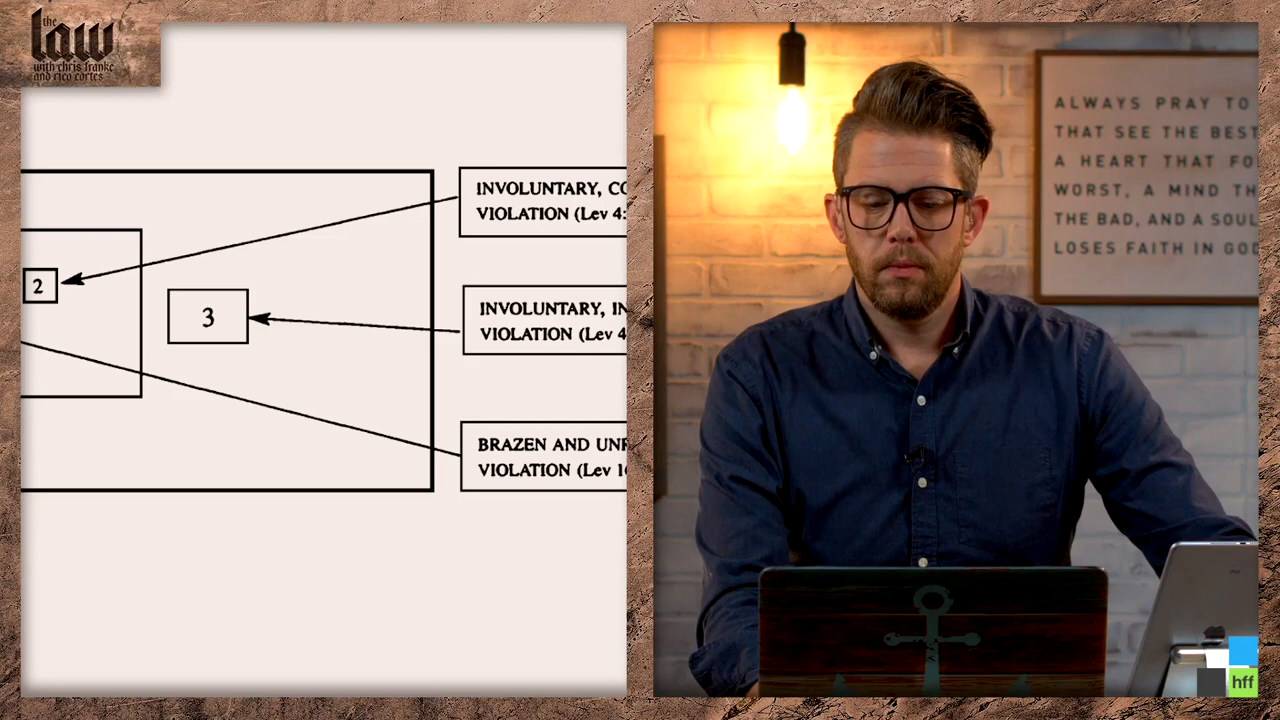 the
law
with chris franke
and rico cortes
INVOLUNTARY, CO
VIOLATION (Lev 4:
2
3
INVOLUNTARY, IN
VIOLATION (Lev 4
BRAZEN AND UNR
VIOLATION (Lev 16
ALWAYS PRAY TO
THAT SEE THE BEST
A HEART THAT FO
WORST, A MIND TH
THE BAD, AND A SOUL
LOSES FAITH IN GOD
hff